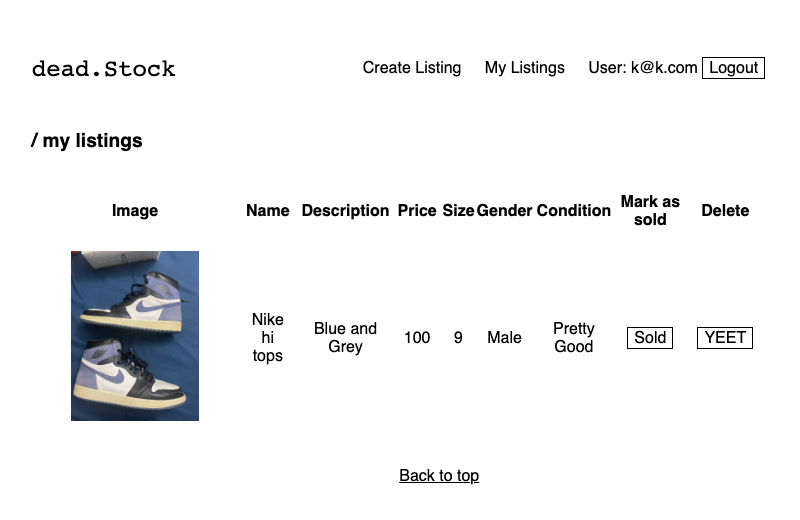 dead.Stock
Create Listing My Listings User: k@k.com Logout
/ my listings
Image Name Description Price Size Gender Condition Mark as sold Delete
Nike hi tops Blue and Grey 100 9 Male Pretty Good Sold YEET
Back to top